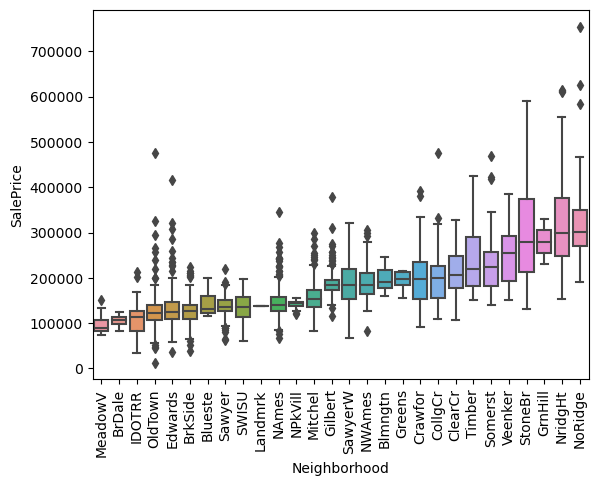 700000
600000
500000
400000
300000
200000
100000
0
SalePrice
MeadowV
BrDale
IDOTRR
OldTown
Edwards
BrkSide
Blueste
Sawyer
SWISU
Landmrk
NAmes
NPkVill
Mitchel
Gilbert
SawyerW
NWAmes
Blmngtn
Greens
Crawfor
CollgCr
ClearCr
Timber
Somerst
Veenker
StoneBr
GrnHill
NridgHt
NoRidge
Neighborhood